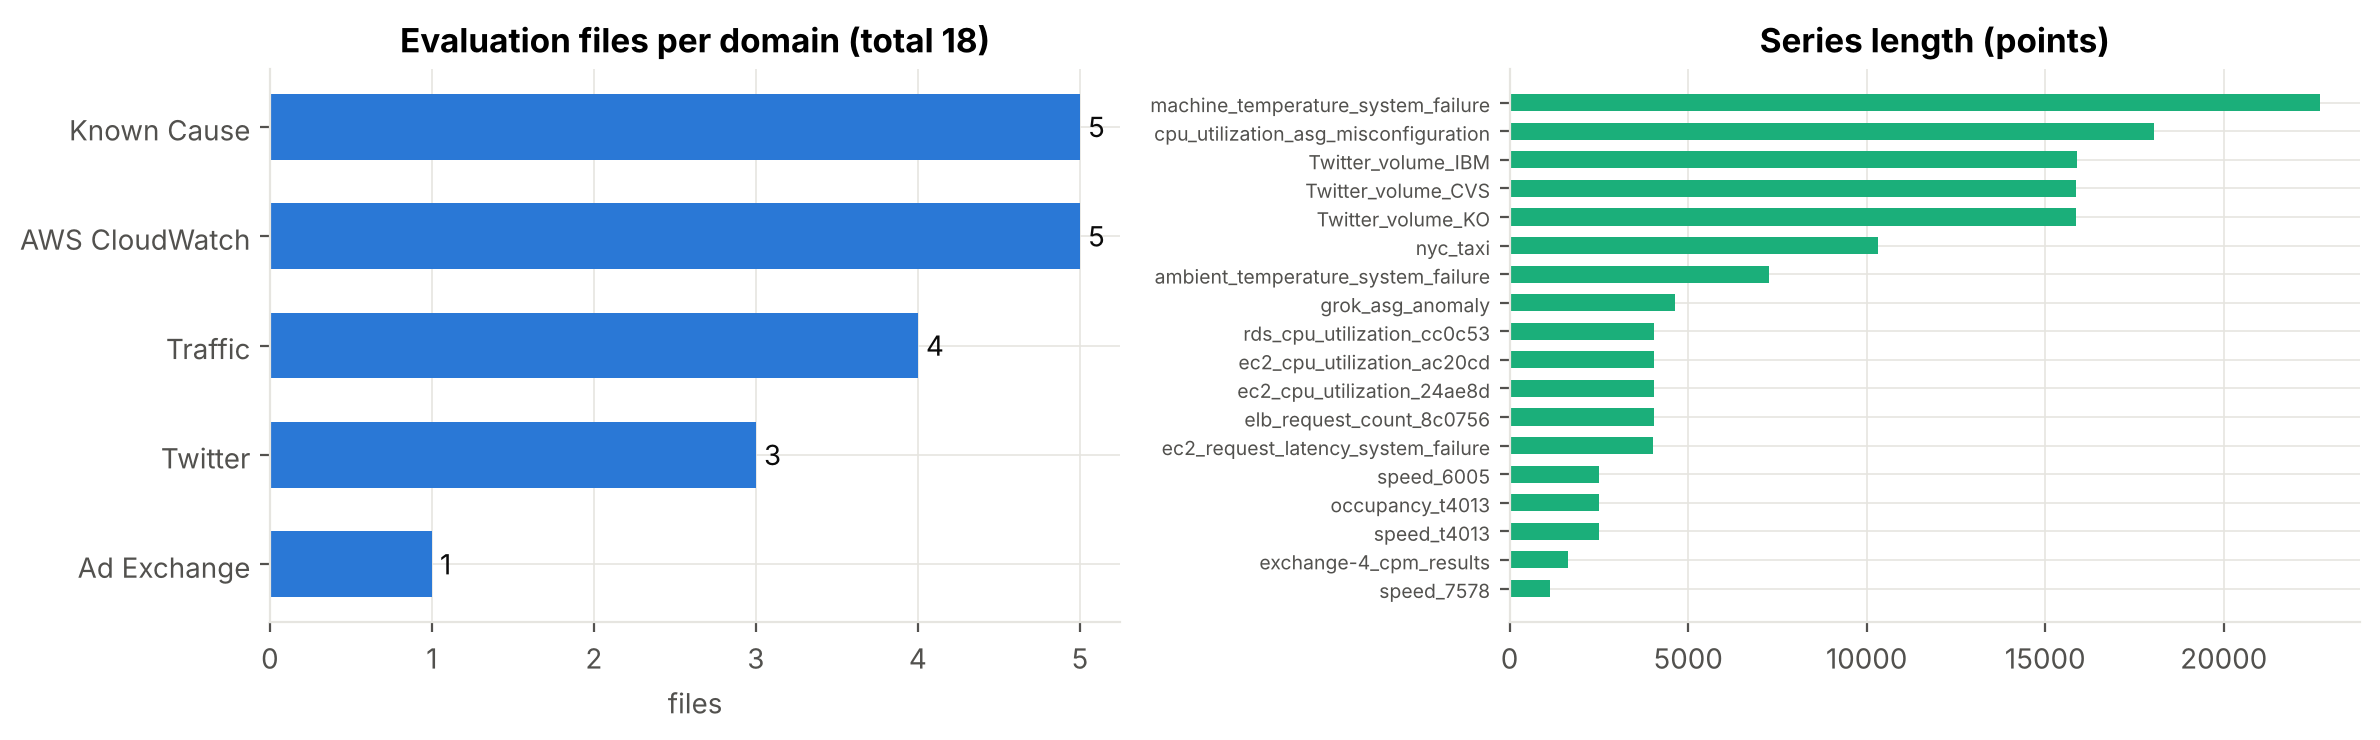 Evaluation files per domain (total 18)
Known Cause
5
AWS CloudWatch
5
Traffic
4
Twitter
3
Ad Exchange
1
0 1 2 3 4 5
files
Series length (points)
machine_temperature_system_failure
cpu_utilization_asg_misconfiguration
Twitter_volume_IBM
Twitter_volume_CVS
Twitter_volume_KO
nyc_taxi
ambient_temperature_system_failure
grok_asg_anomaly
rds_cpu_utilization_cc0c53
ec2_cpu_utilization_ac20cd
ec2_cpu_utilization_24ae8d
elb_request_count_8c0756
ec2_request_latency_system_failure
speed_6005
occupancy_t4013
speed_t4013
exchange-4_cpm_results
speed_7578
0 5000 10000 15000 20000